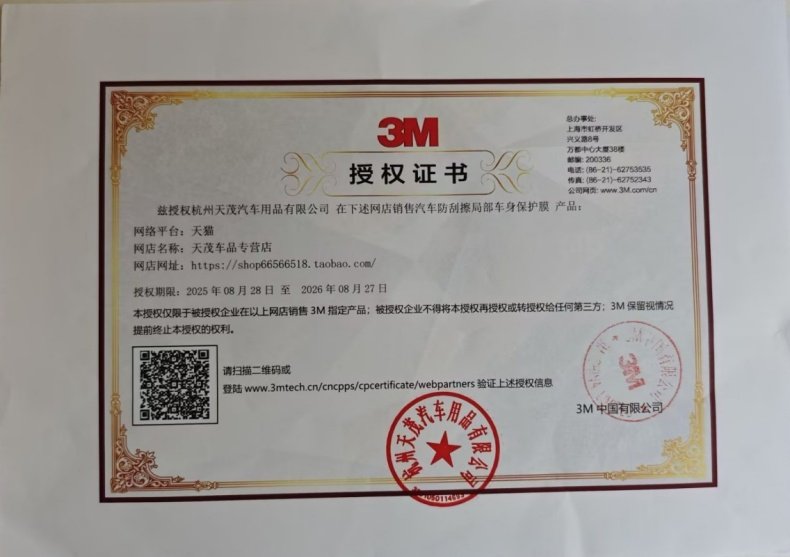 3M
授权证书
总办事处:
上海市虹桥开发区
兴义路8号
万都中心大厦38楼
邮编: 200336
电话: (86-21)-62753535
传真: (86-21)-62752343
公司网页: www.3M.com/cn
兹授权杭州天茂汽车用品有限公司 在下述网店销售汽车防刮擦局部车身保护膜 产品:
网络平台: 天猫
网店名称: 天茂车品专营店
网店网址: https://shop66566518.taobao.com/
授权期限: 2025 年 08 月 28 日 至 2026 年 08 月 27 日
本授权仅限于被授权企业在以上网店销售 3M 指定产品; 被授权企业不得将本授权再授权或转授权给任何第三方; 3M 保留视情况
提前终止本授权的权利。
请扫描二维码或
登陆 www.3mtech.cn/cncpps/cpcertificate/webpartners 验证上述授权信息
3M
3M 中国有限公司
杭州天茂汽车用品有限公司